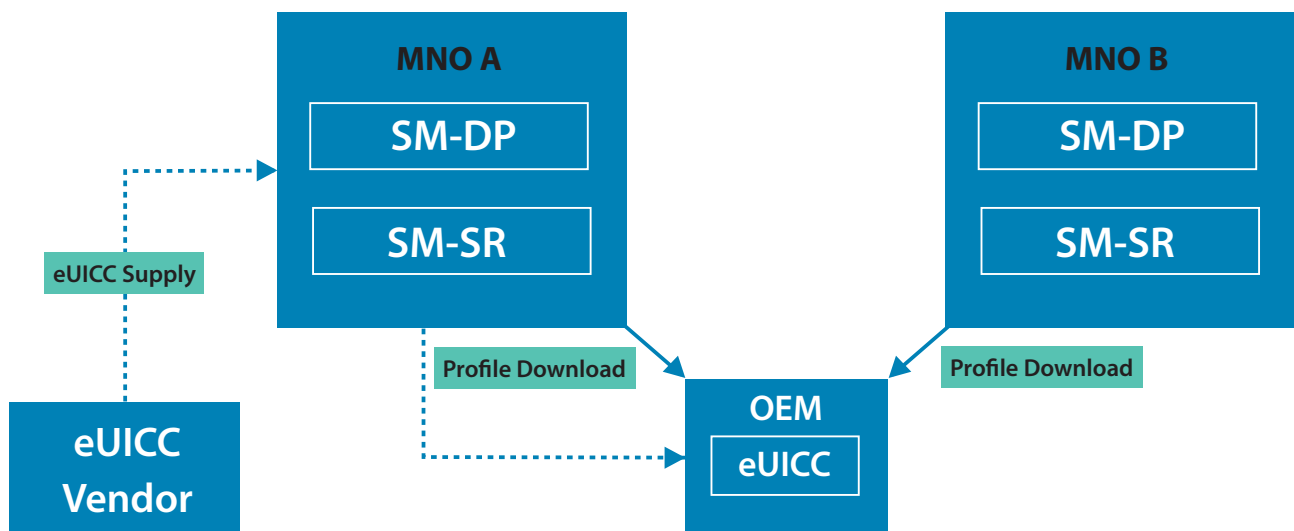 MNO A
SM-DP
SM-SR
MNO B
SM-DP
SM-SR
eUICC Supply
Profile Download
Profile Download
eUICC
Vendor
OEM
eUICC